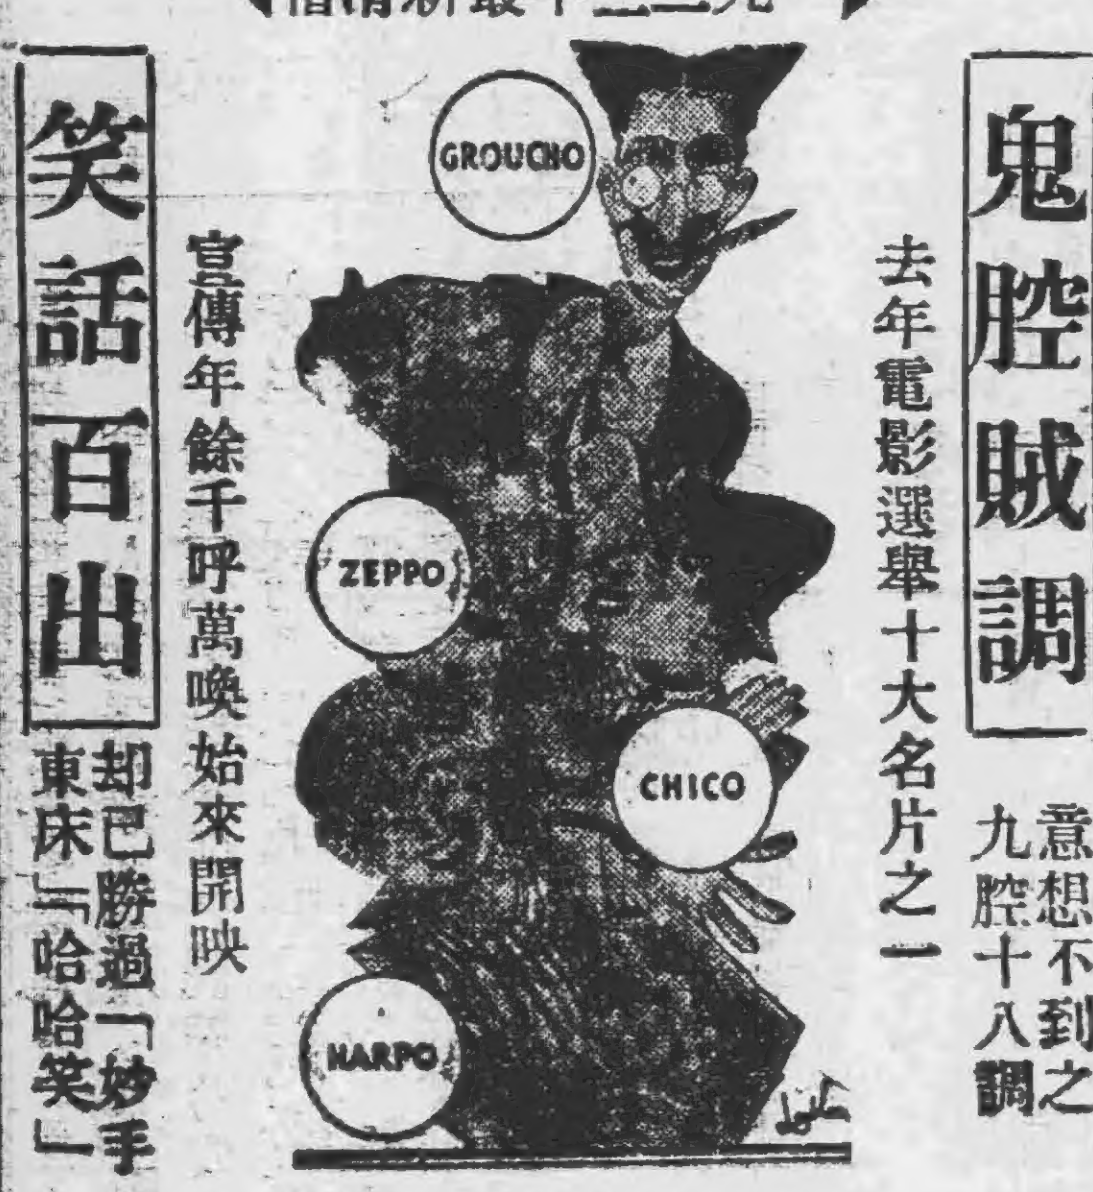 鬼腔賊調
意想不到之
九腔十八調
去年電影選舉十大名片之一
GROUCHO
ZEPPO
CHICO
HARPO
宣傳年餘千呼萬喚始來開映
笑話百出
却已勝過「妙手
東床」「哈哈笑」